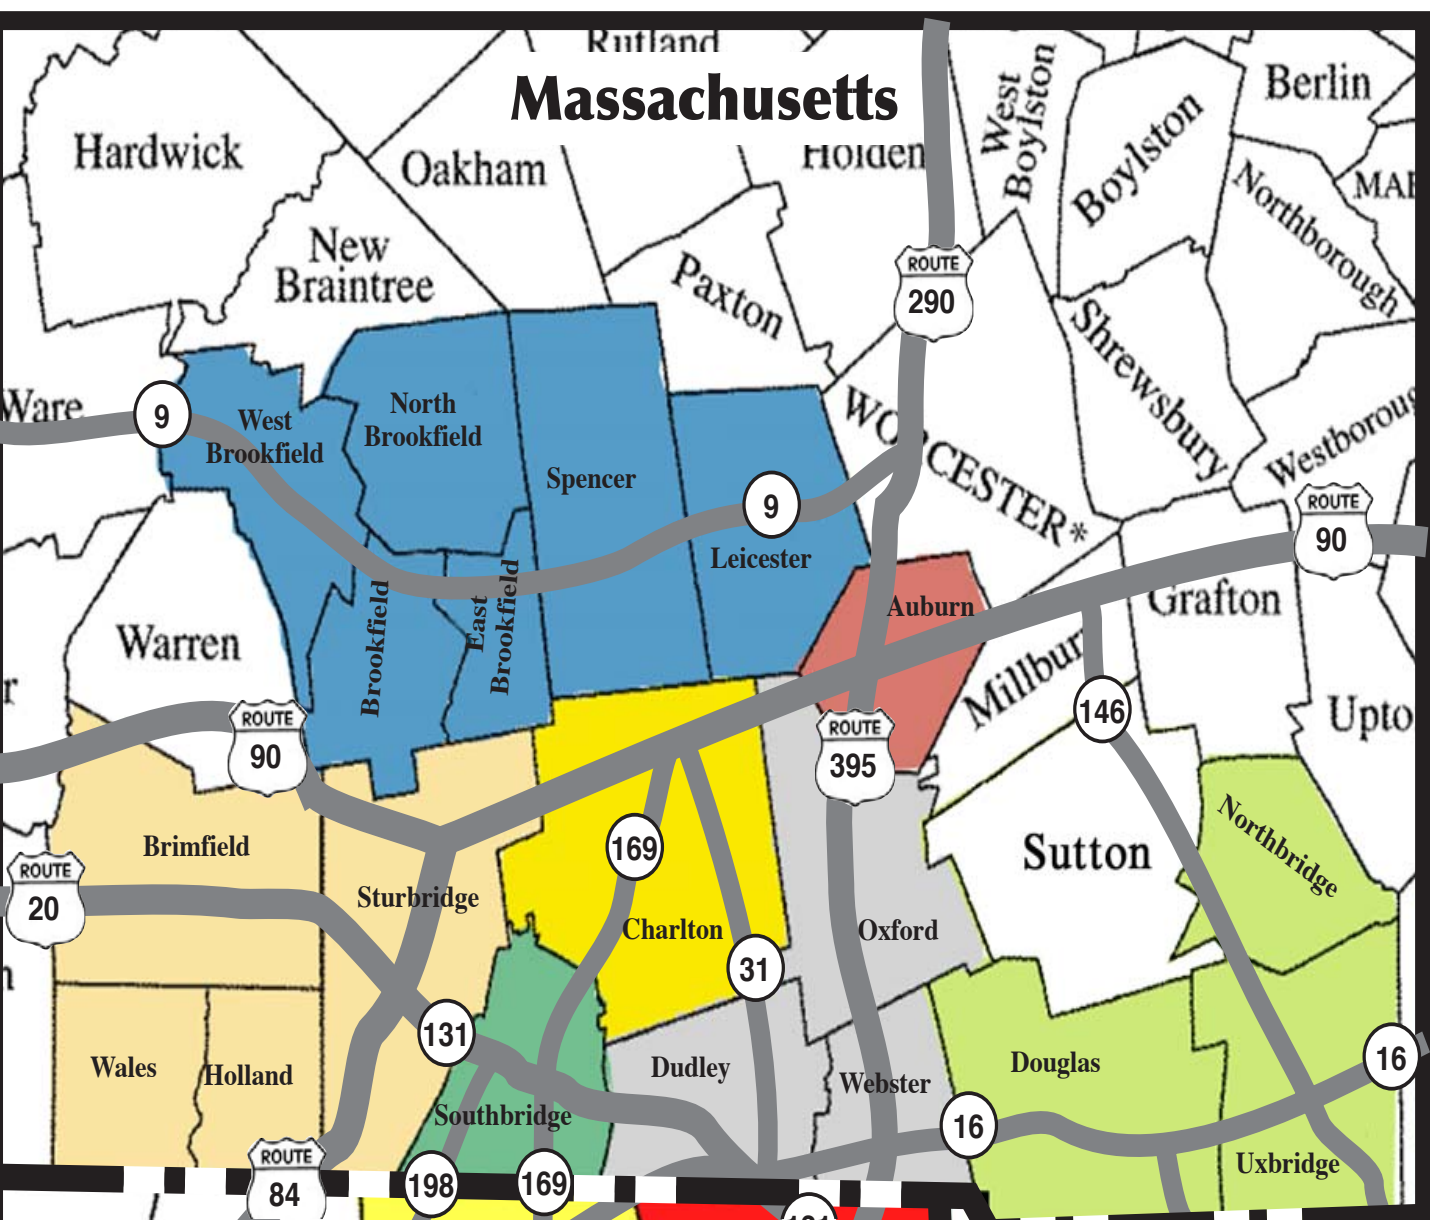 Rutland
Massachusetts
West
Boylston
Berlin
Boylston
Hardwick
Oakham
Holden
Northborough
New
Braintree
Paxton
ROUTE
290
Shrewsbury
Ware
9
West
Brookfield
North
Brookfield
Spencer
9
Leicester
WORCESTER*
Westboroug
ROUTE
90
Auburn
Grafton
Warren
Brookfield
East
Brookfield
Millbur
146
Upto
ROUTE
90
ROUTE
395
Brimfield
169
Sutton
Northbridge
ROUTE
20
Sturbridge
Charlton
Oxford
31
131
Wales
Holland
Dudley
Webster
Douglas
16
Southbridge
16
Uxbridge
ROUTE
84
198
169